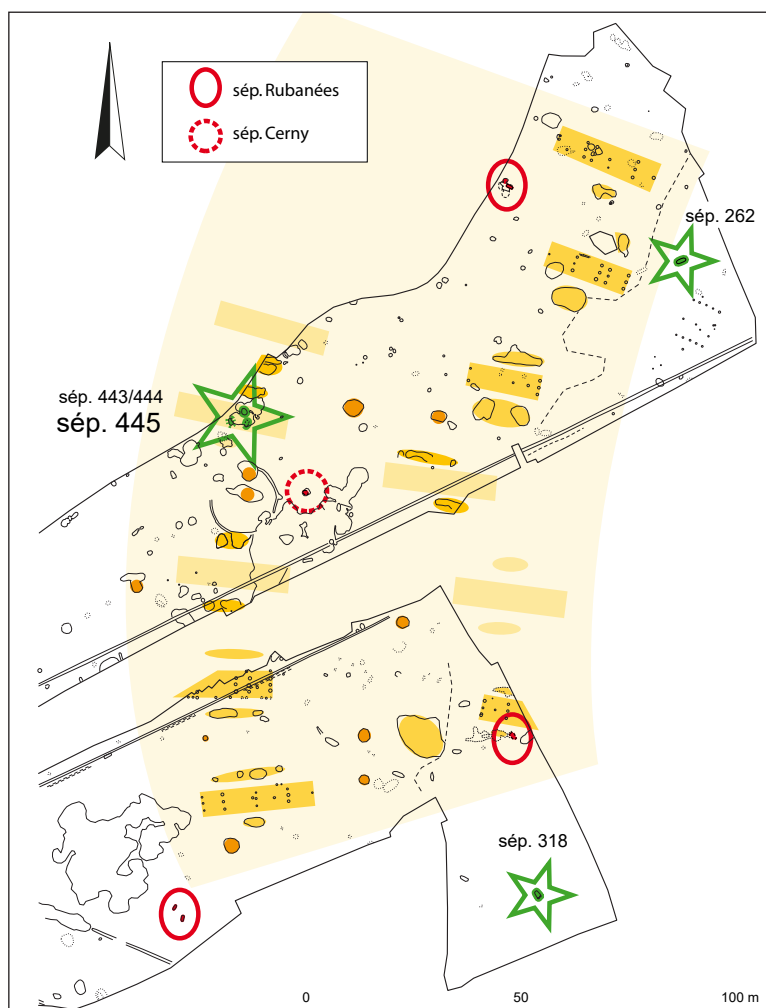 sép. Rubanées
sép. Cerny
sép. 262
sép. 443/444
sép. 445
sép. 318
0 50 100 m